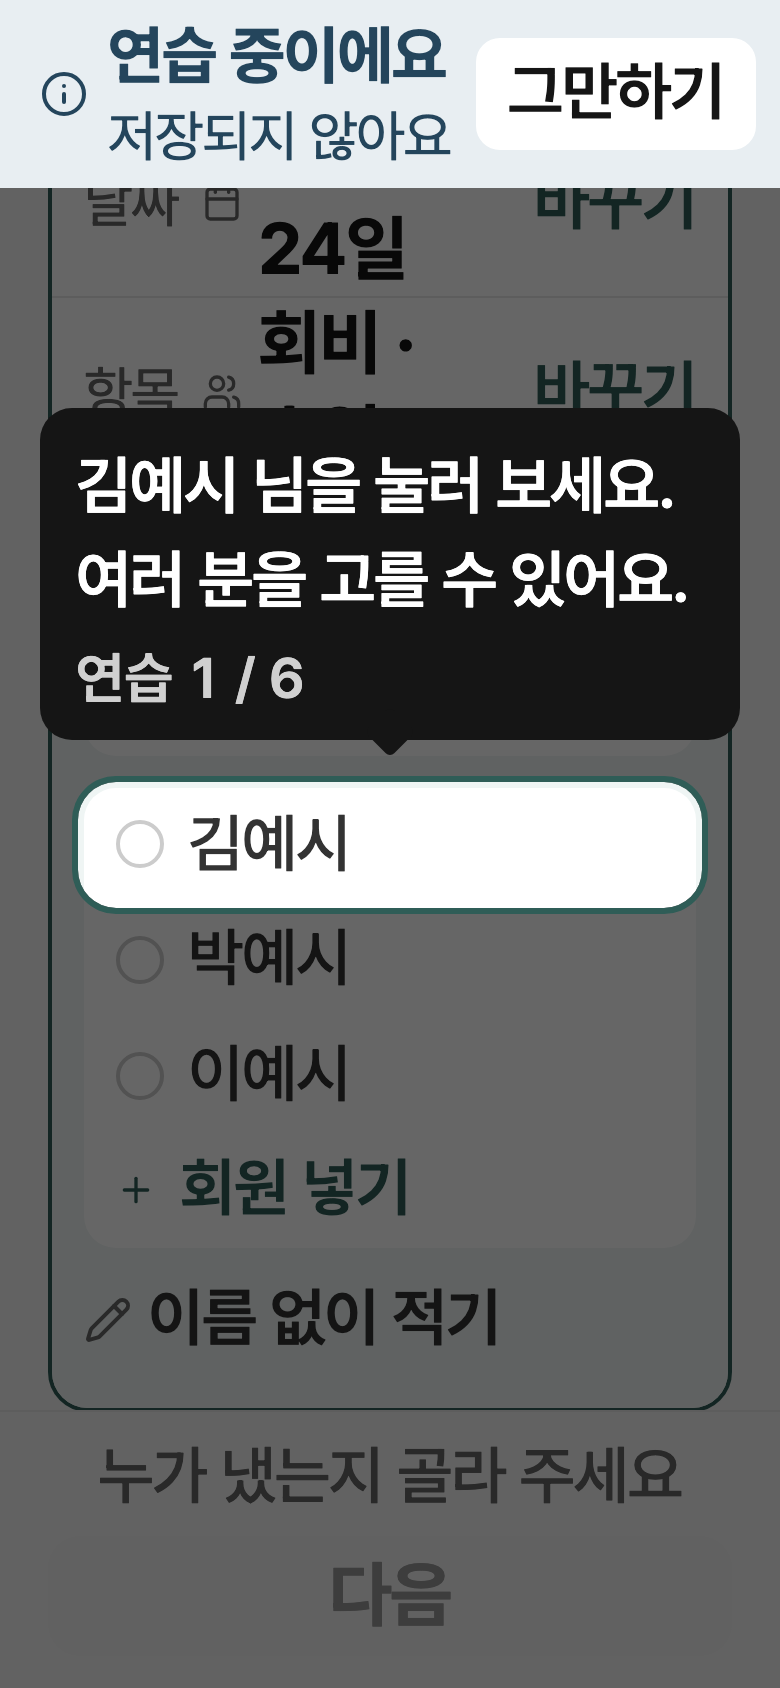 연습 중이에요
저장되지 않아요
그만하기
날짜
24일
바꾸기
항목
회비 ·
바꾸기
김예시 님을 눌러 보세요.
여러 분을 고를 수 있어요.
연습 1 / 6
김예시
박예시
이예시
+ 회원 넣기
이름 없이 적기
누가 냈는지 골라 주세요
다음